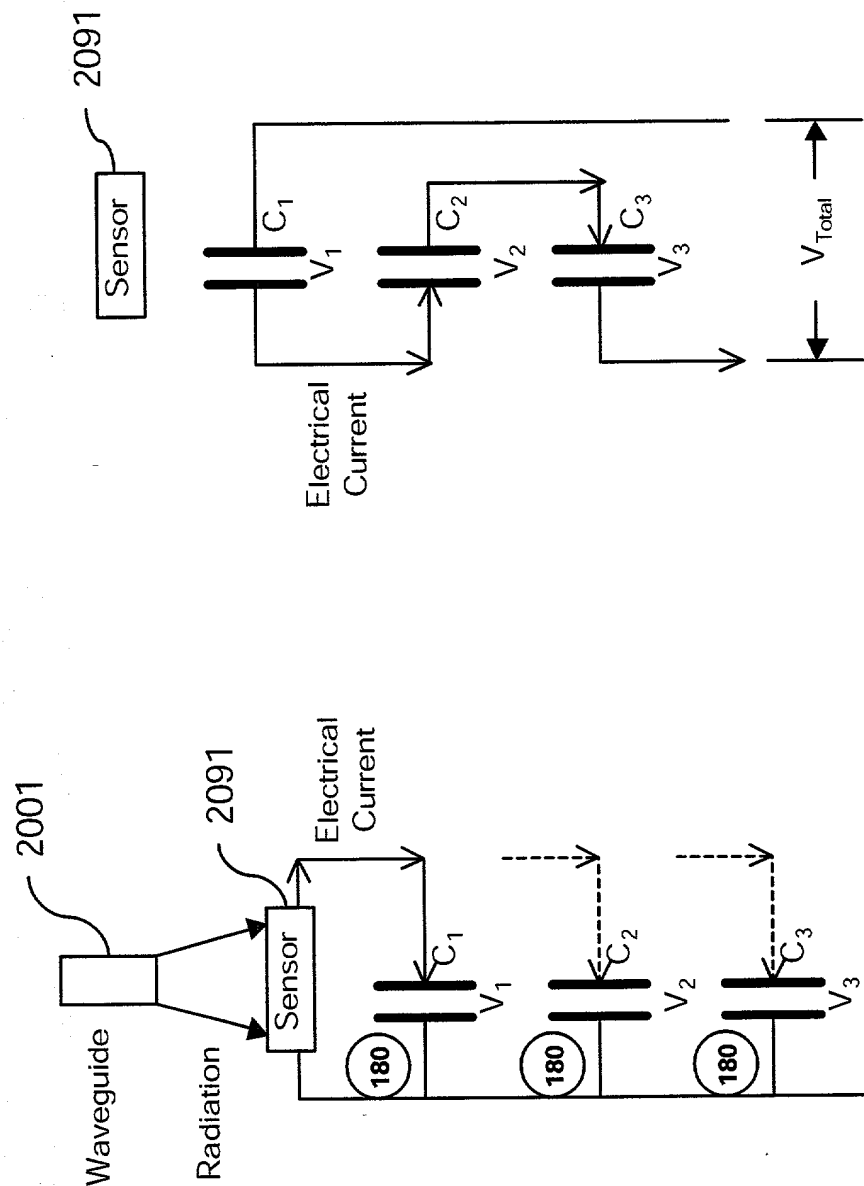 Waveguide
2001
Radiation
Sensor
2091
Electrical
Current
180
C1
V1
180
C2
V2
180
C3
V3
Sensor
2091
C1
V1
Electrical
Current
C2
V2
C3
V3
VTotal